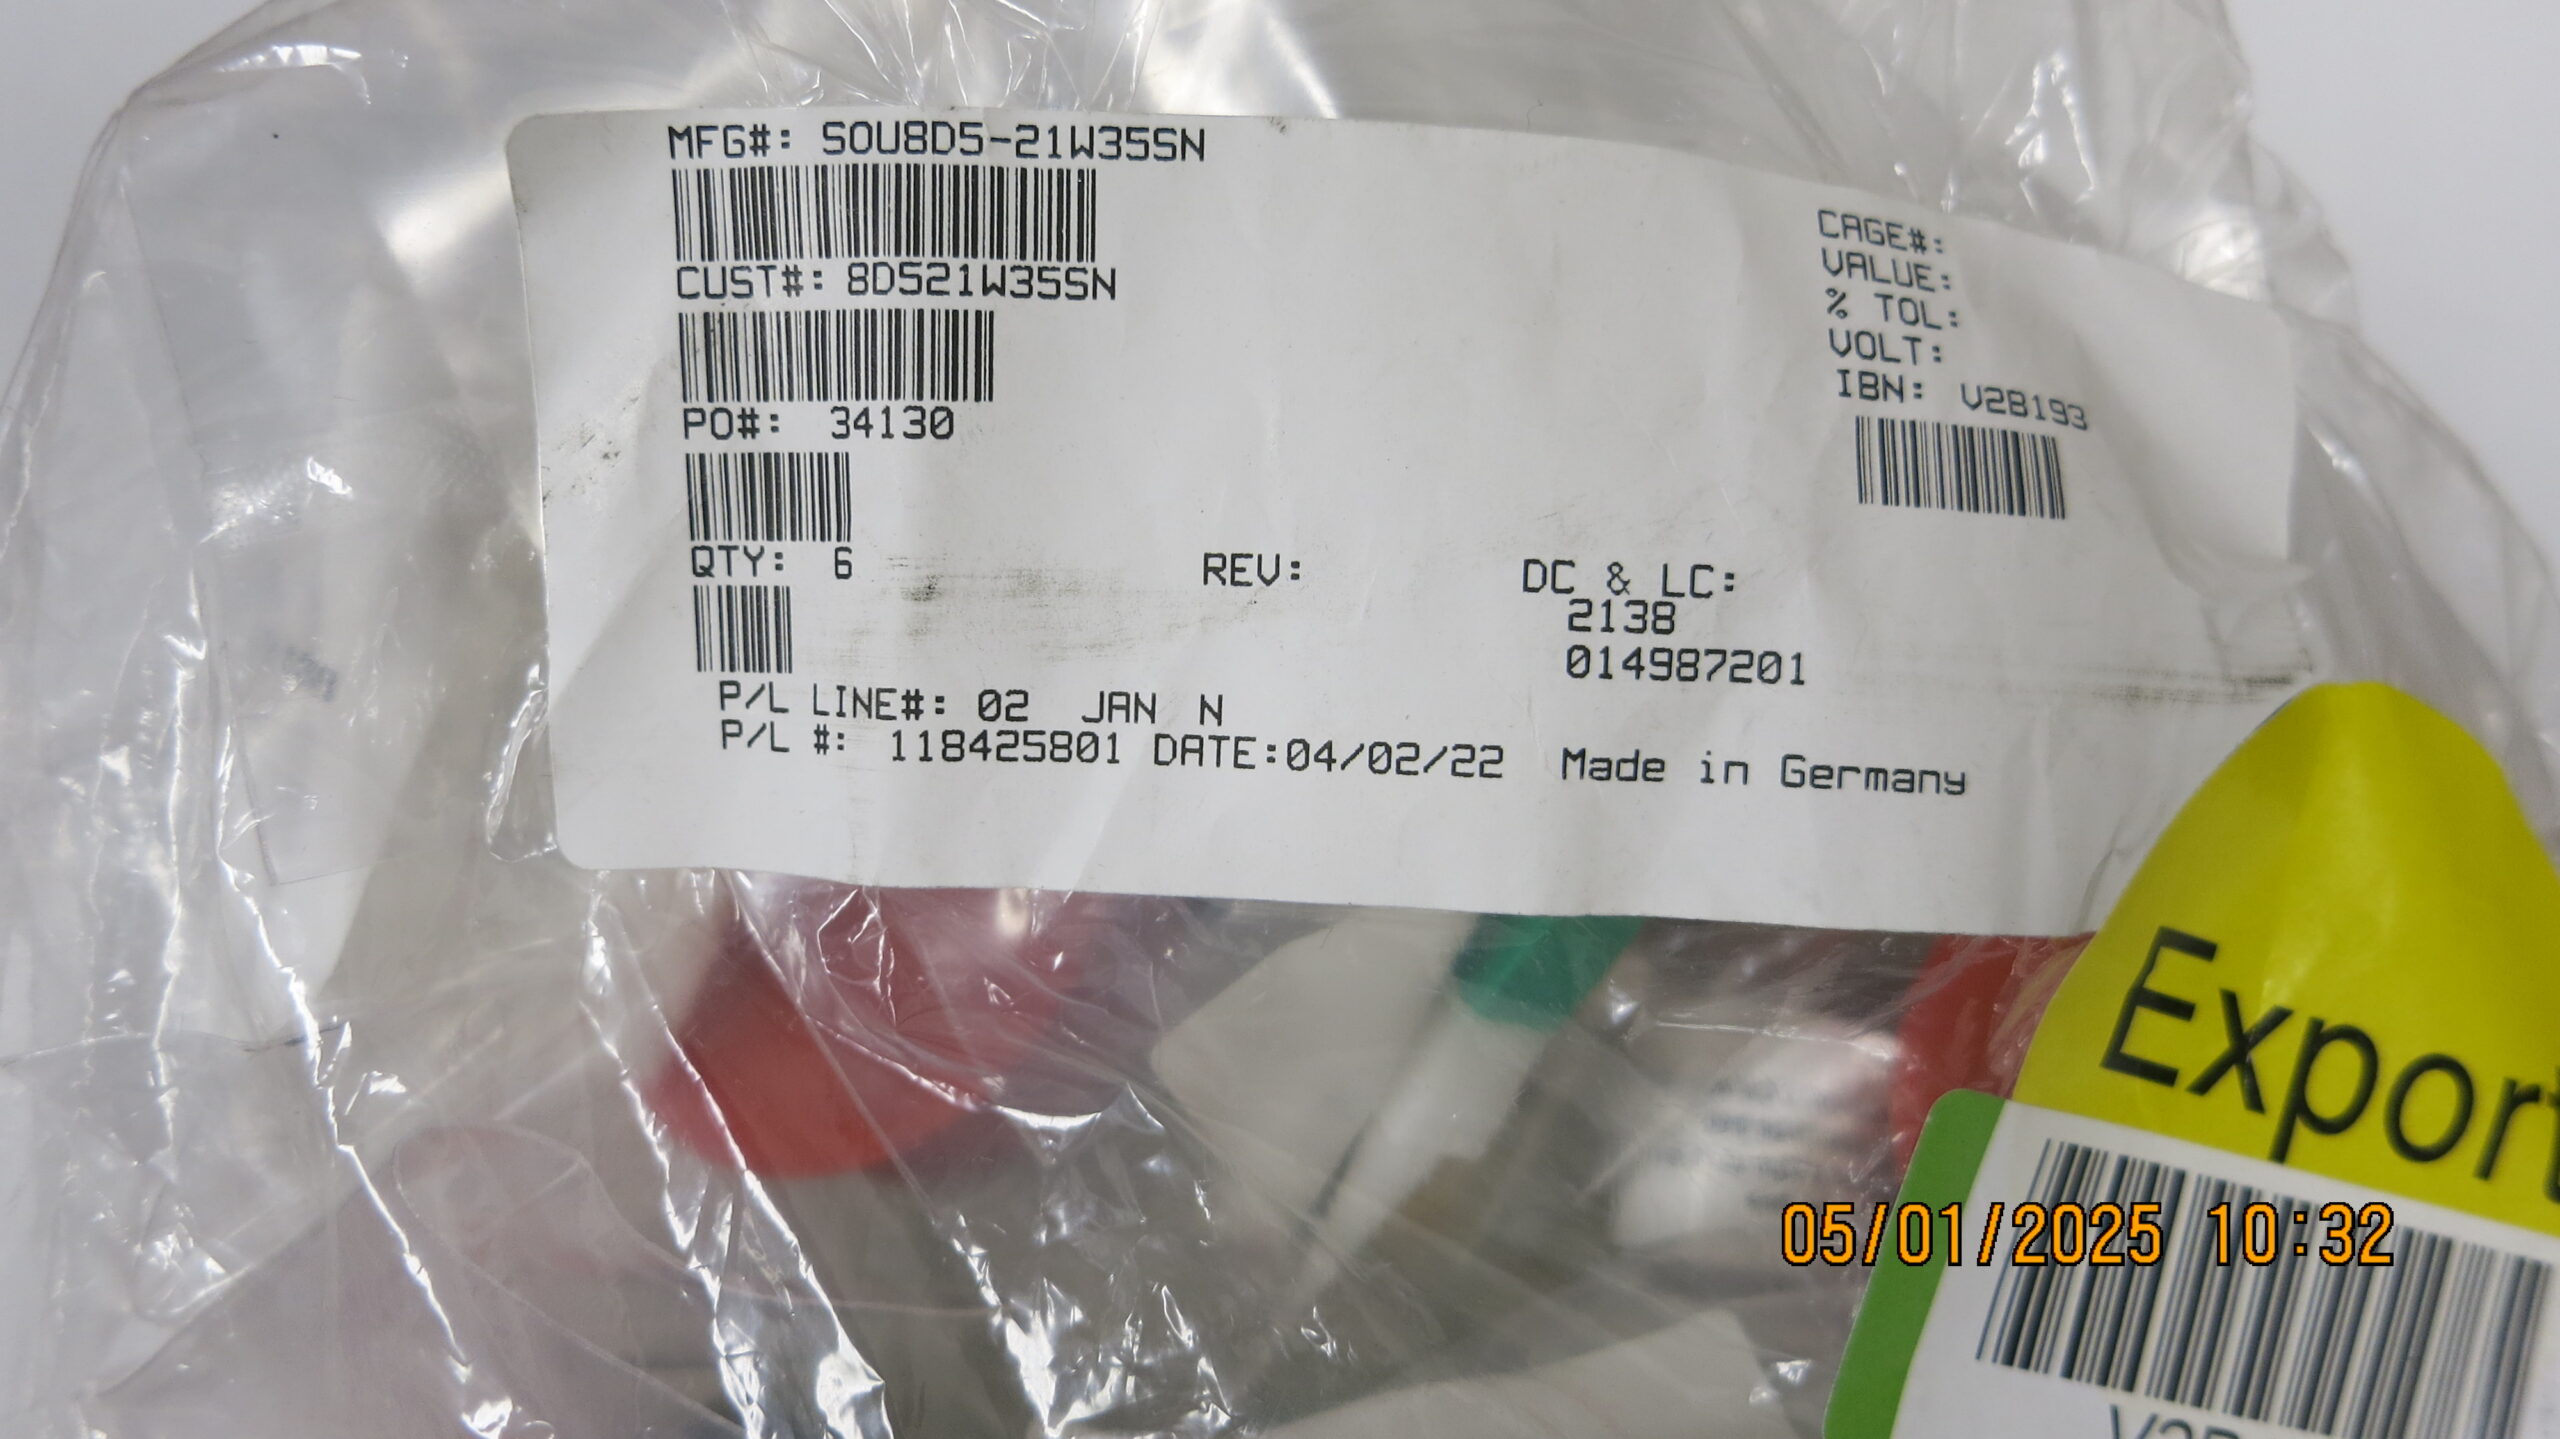 MFG#: SOU8D5-21W35SN
CUST#: 8D521W35SN
PO#: 34130
QTY: 6
REV:
DC & LC:
2138
014987201
P/L LINE#: 02 JAN N
P/L #: 118425801 DATE:04/02/22 Made in Germany
CAGE#:
VALUE:
% TOL:
VOLT:
IBN: V2B193
Export
05/01/2025 10:32